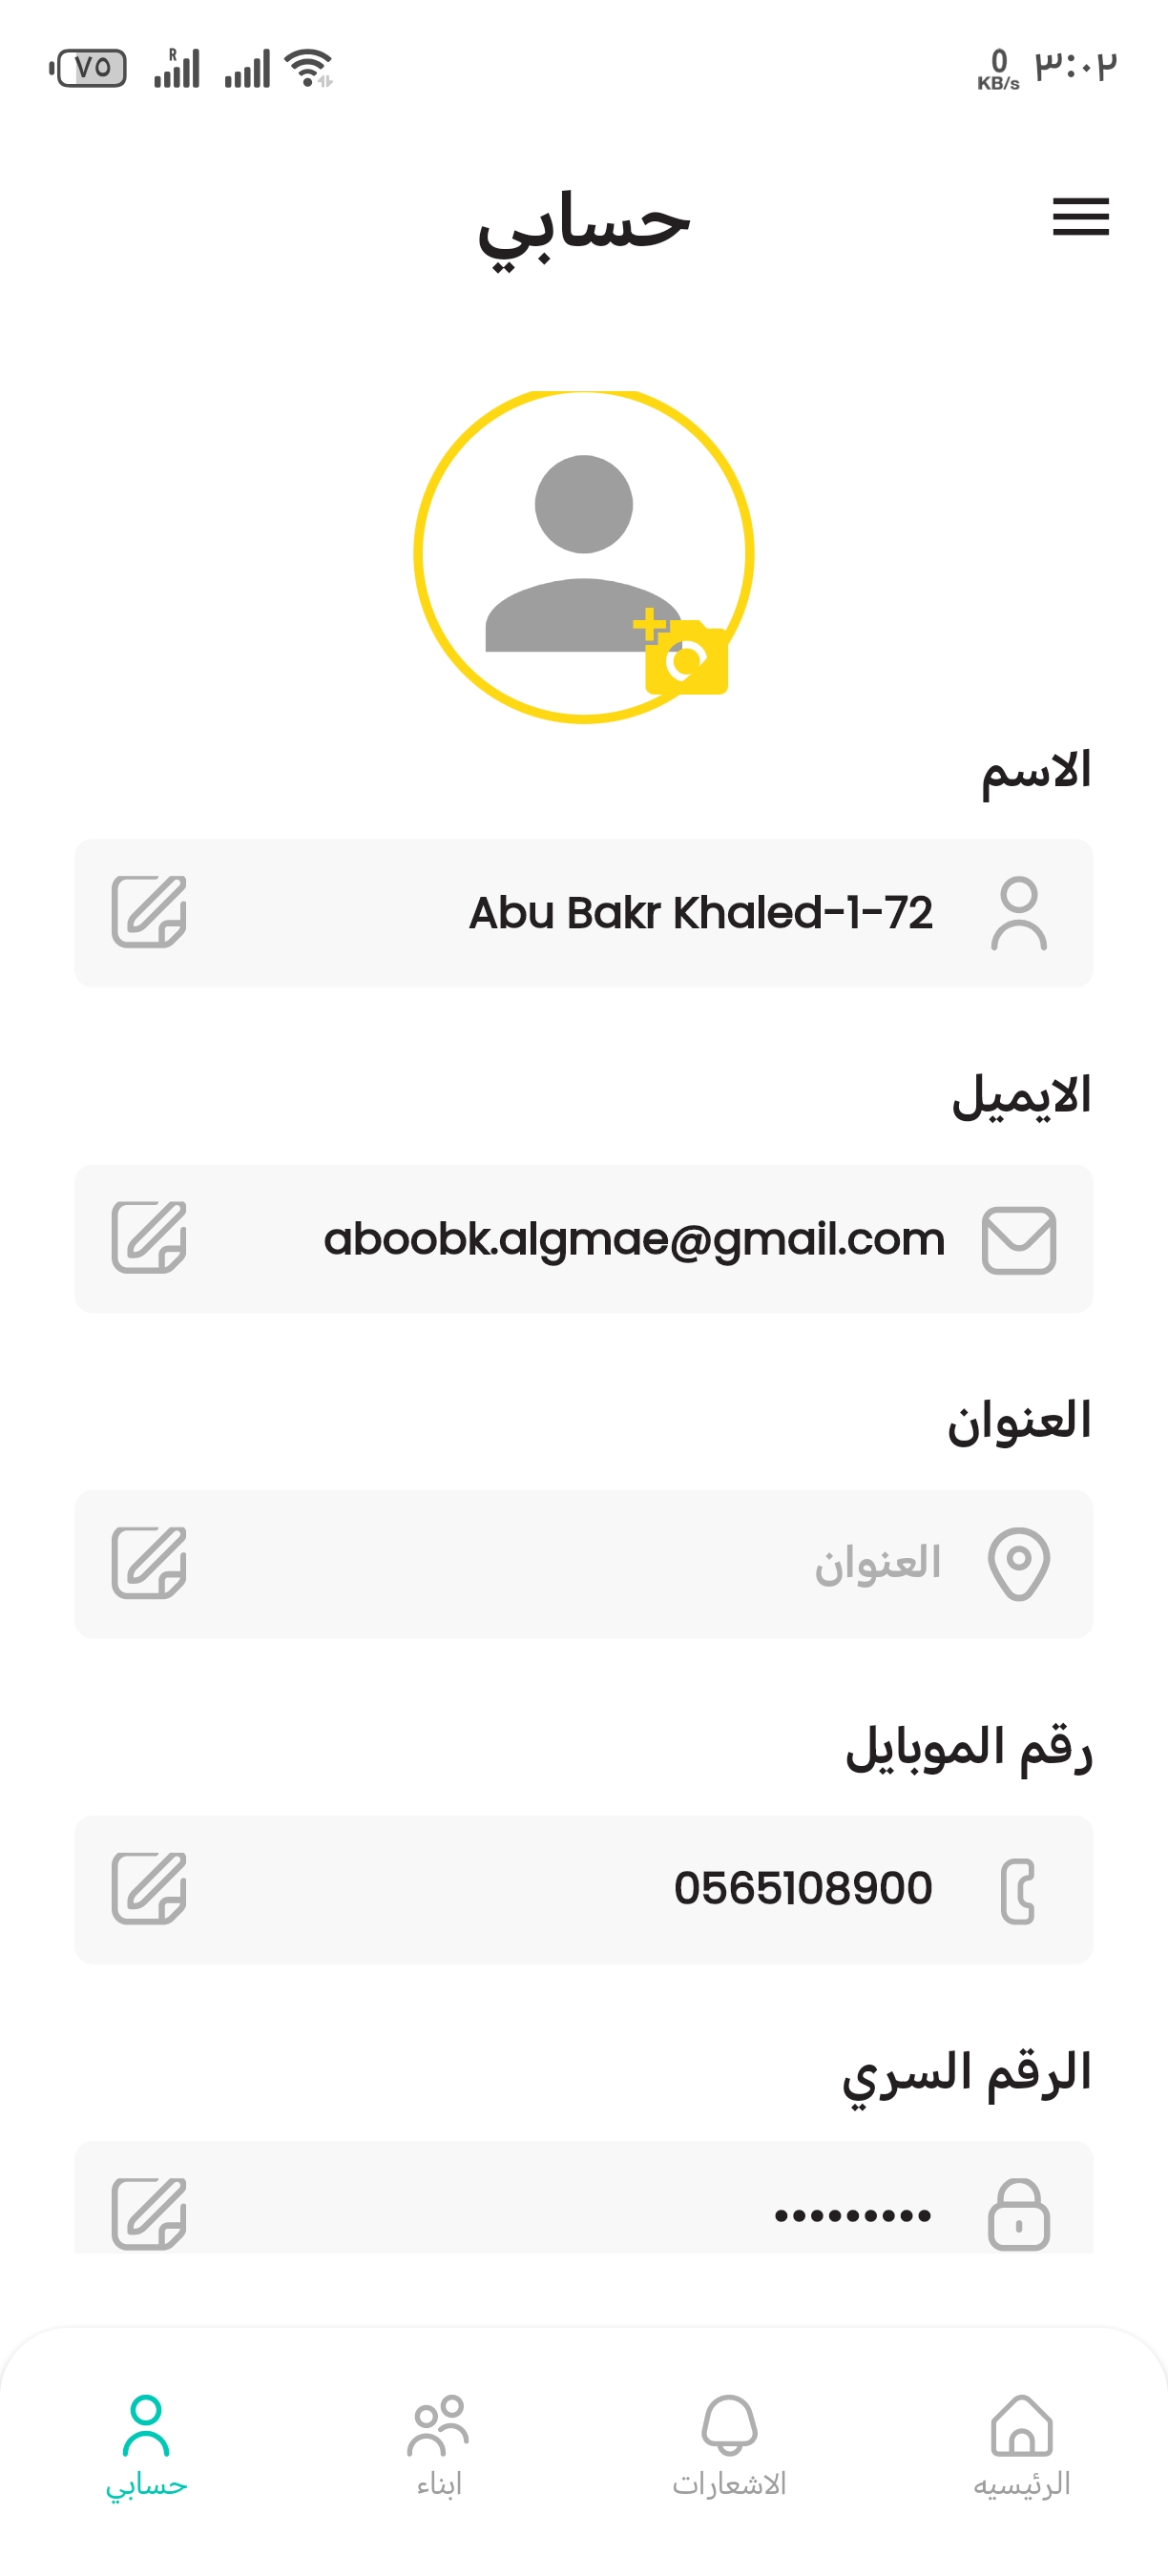 ٣:٠٢
0 KB/s
R
٧٥
حسابي
الاسم
Abu Bakr Khaled-1-72
الايميل
aboobk.algmae@gmail.com
العنوان
العنوان
رقم الموبايل
0565108900
الرقم السري
•••••••••
الرئيسيه
الاشعارات
ابناء
حسابي